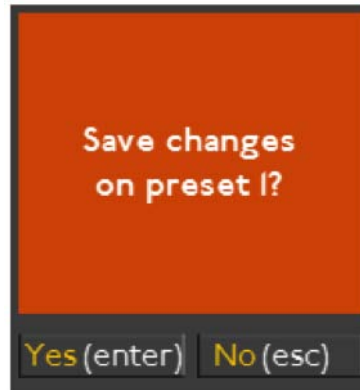 Save changes
on preset 1?
Yes (enter) No (esc)